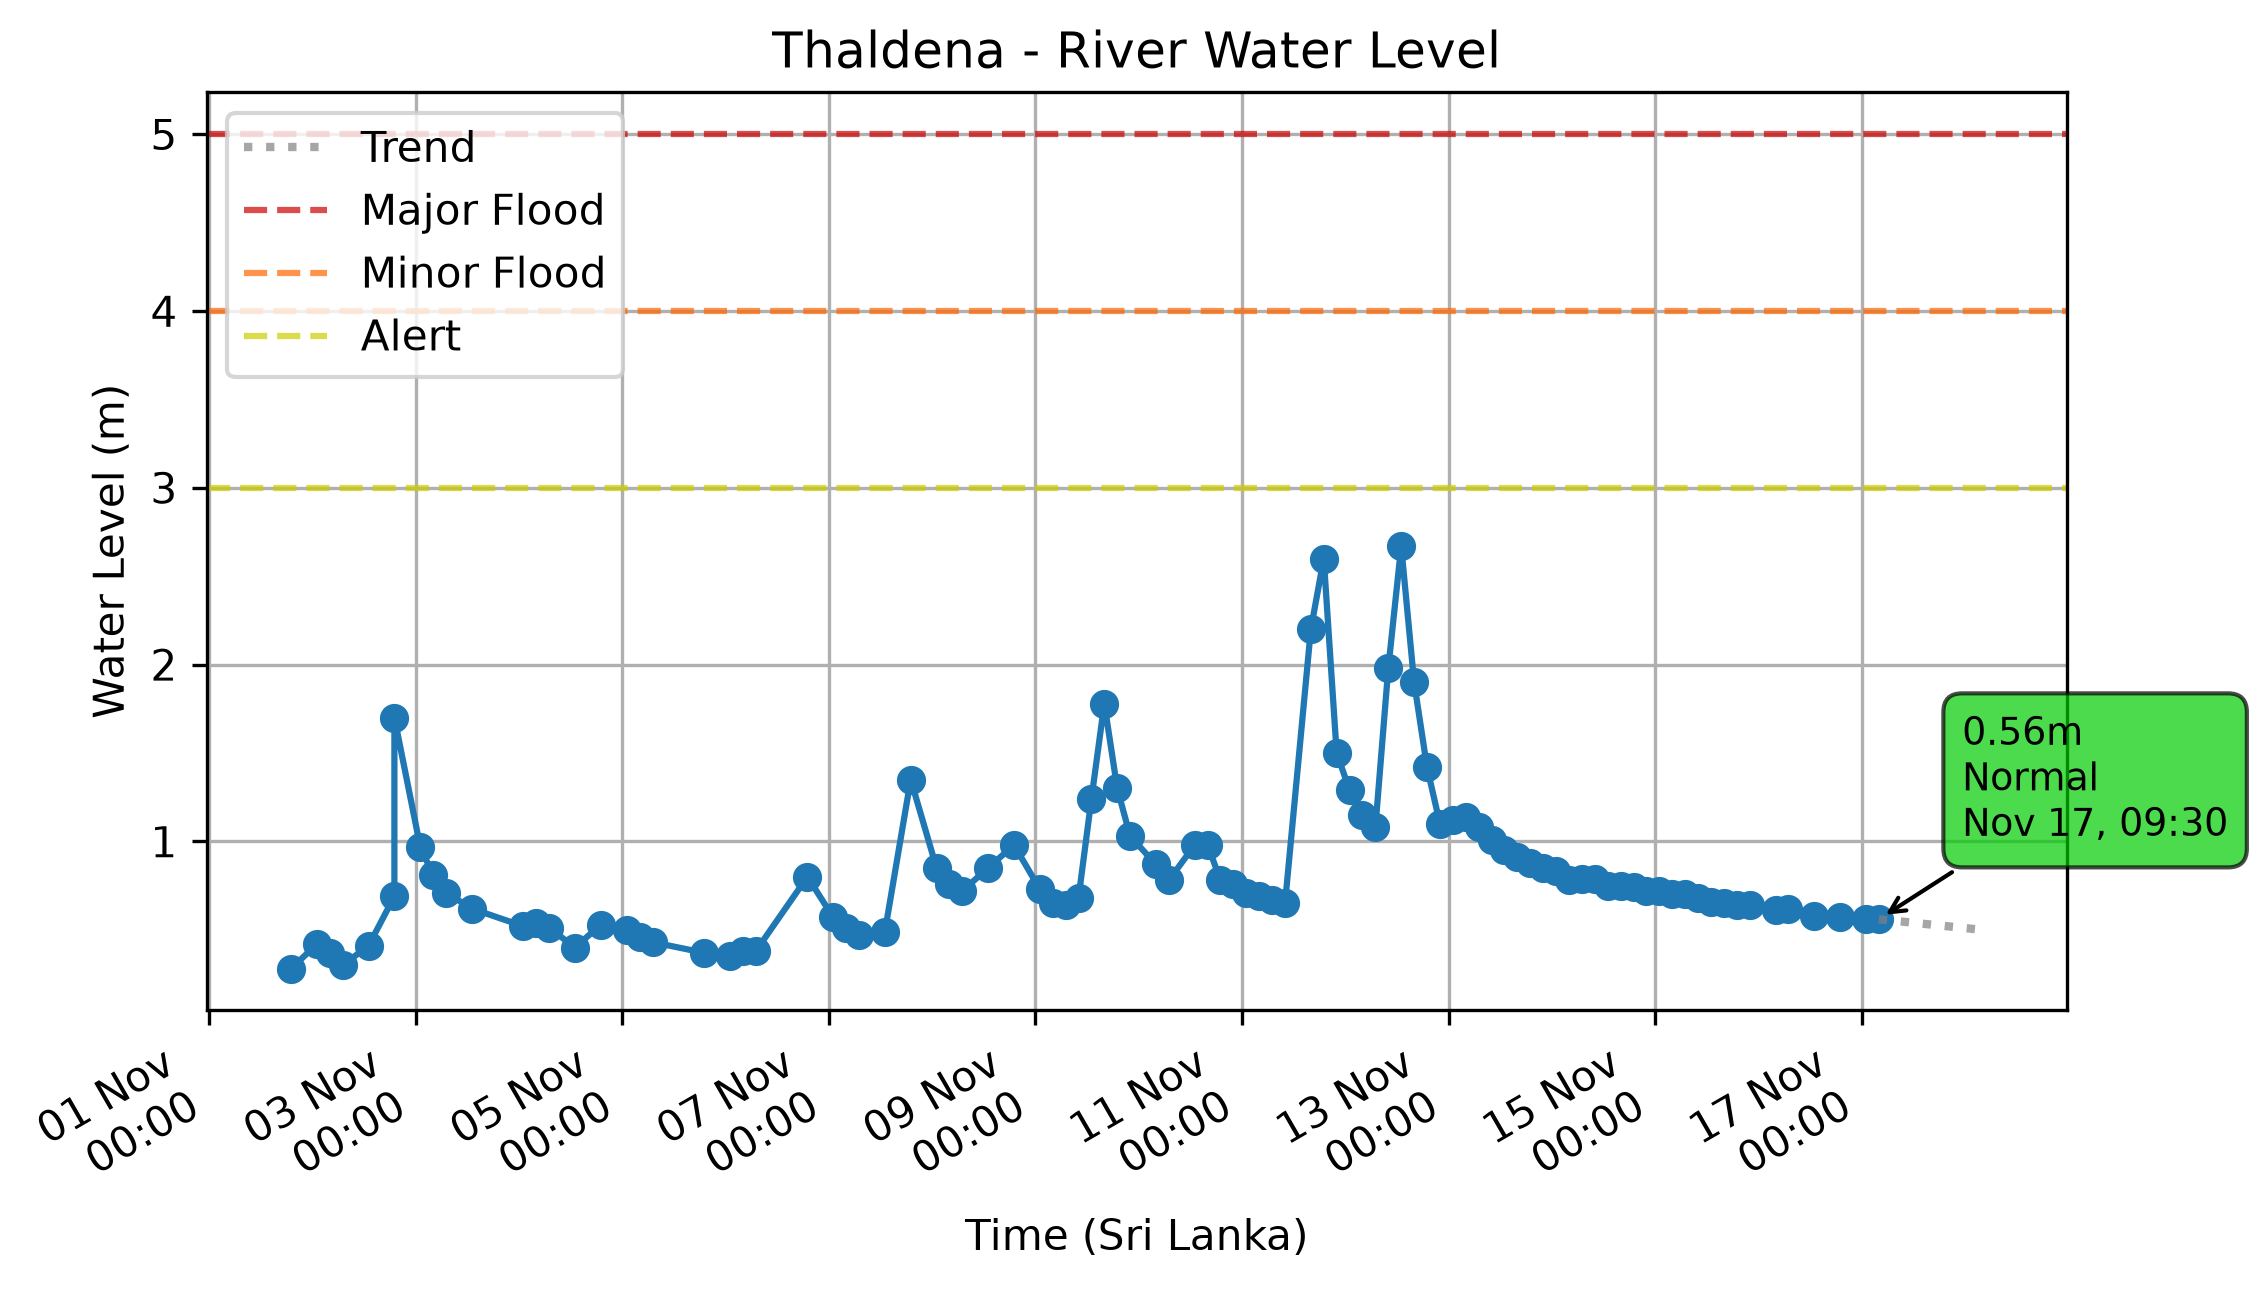 Thaldena - River Water Level
Trend
Major Flood
Minor Flood
Alert
Water Level (m)
5
4
3
2
1
0.56m
Normal
Nov 17, 09:30
01 Nov
00:00
03 Nov
00:00
05 Nov
00:00
07 Nov
00:00
09 Nov
00:00
11 Nov
00:00
13 Nov
00:00
15 Nov
00:00
17 Nov
00:00
Time (Sri Lanka)